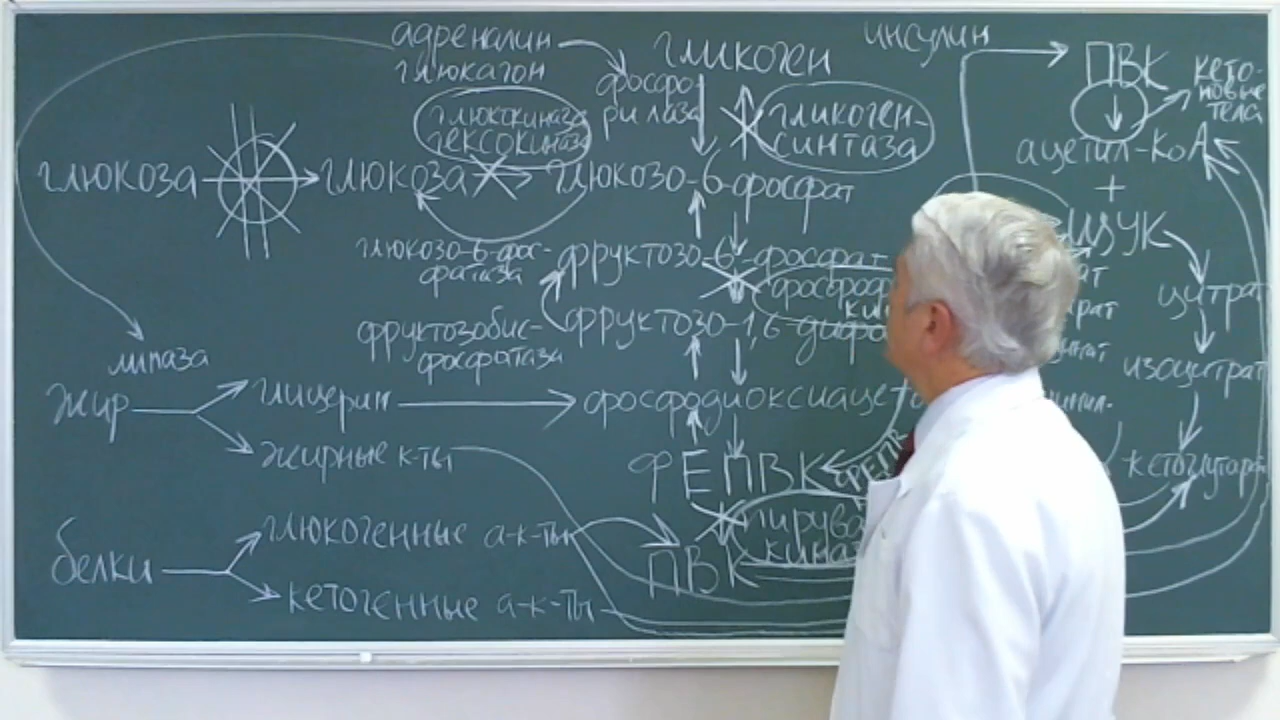 адреналин
глюкагон
гликоген
инсулин
ПВК
кето-
новые
тела
фосфо-
рилаза
глюкокиназа
гексокиназа
гликоген-
синтаза
ацетил-КоА
+
глюкоза
глюкоза
глюкозо-6-фосфат
ЩУК
глюкозо-6-фос-
фатаза
фруктозо-6-фосфат
цитрат
фруктозобис-
фосфатаза
фруктозо-1,6-дифо
липаза
изоцитрат
жир
глицерин
фосфодиоксиацет
жирные к-ты
ФЕПВК
кетоглутарат
глюкогенные а-к-ты
пирува
кина
белки
ПВК
кетогенные а-к-ты